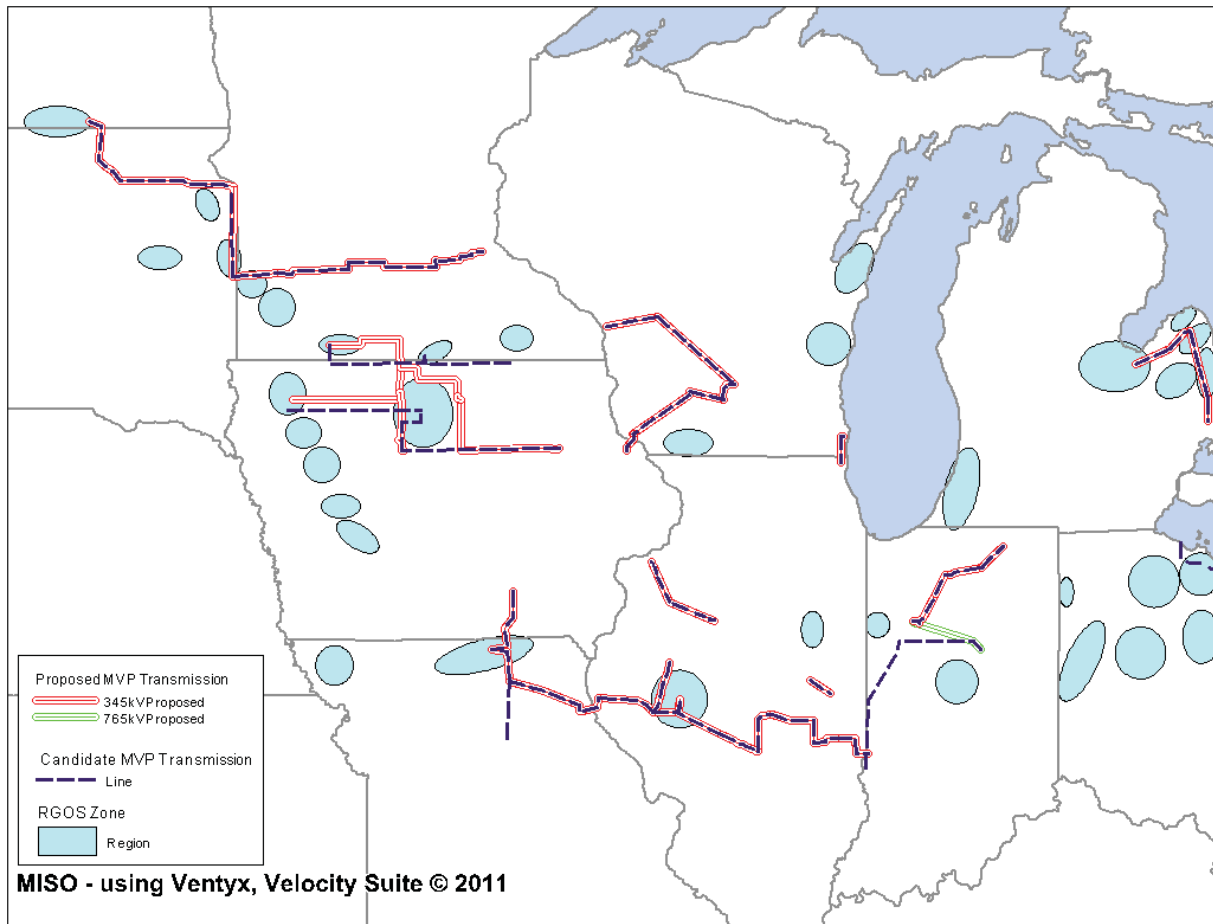 Proposed MVP Transmission
345kVProposed
765kVProposed
Candidate MVP Transmission
Line
RGOS Zone
Region
MISO - using Ventyx, Velocity Suite © 2011